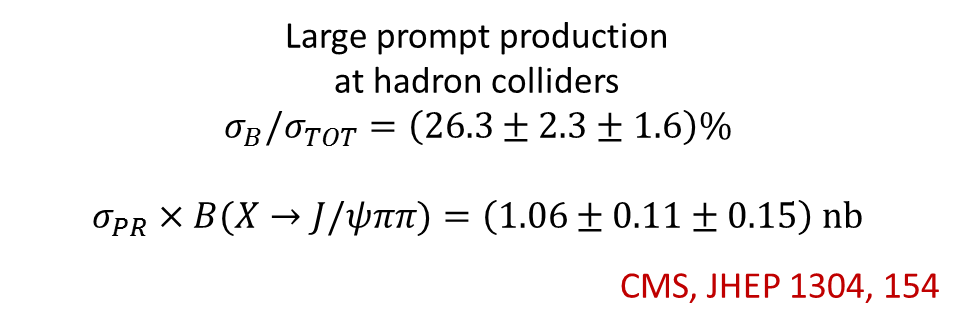 Large prompt production
at hadron colliders
σ_B/σ_TOT = (26.3 ± 2.3 ± 1.6)%
σ_PR × B(X → J/ψππ) = (1.06 ± 0.11 ± 0.15) nb
CMS, JHEP 1304, 154